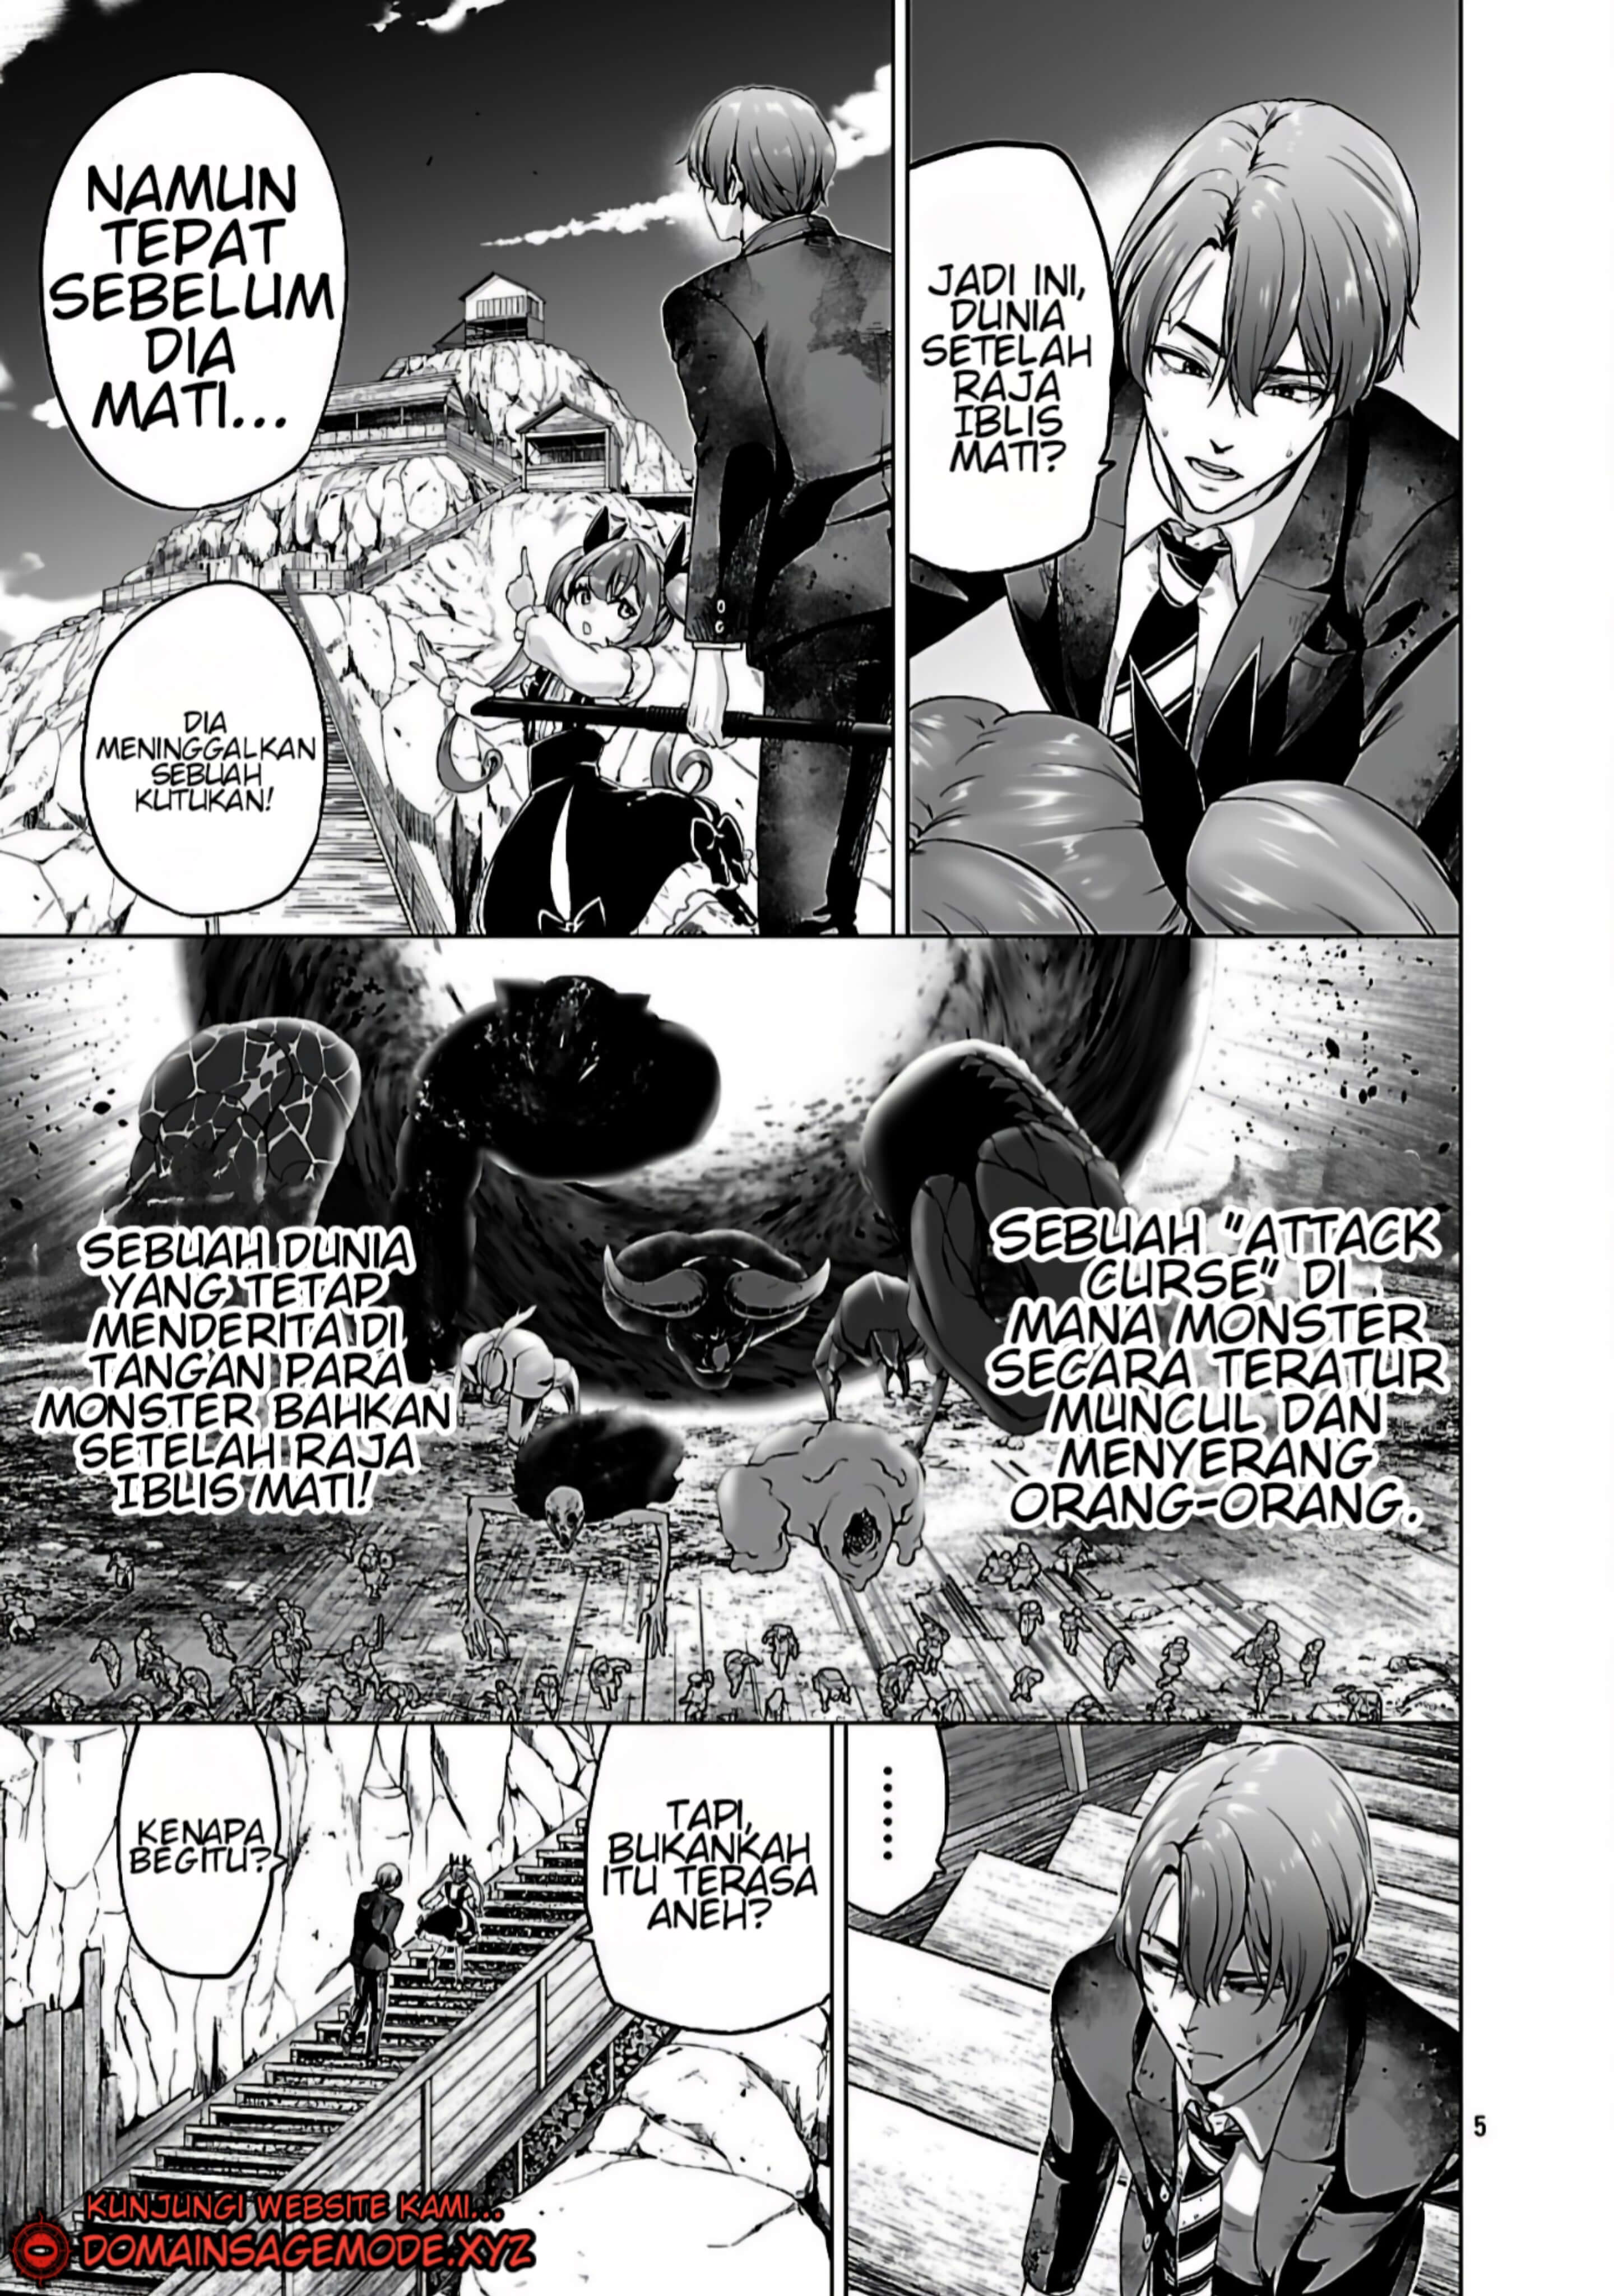 JADI INI,
DUNIA
SETELAH
RAJA
IBLIS
MATI?
NAMUN
TEPAT
SEBELUM
DIA
MATI...
DIA
MENINGGALKAN
SEBUAH
KUTUKAN!
SEBUAH "ATTACK
CURSE" DI
MANA MONSTER
SECARA TERATUR
MUNCUL DAN
MENYERANG
ORANG-ORANG.
SEBUAH DUNIA
YANG TETAP
MENDERITA DI
TANGAN PARA
MONSTER BAHKAN
SETELAH RAJA
IBLIS MATI!
......
TAPI,
BUKANKAH
ITU TERASA
ANEH?
KENAPA
BEGITU?
5
KUNJUNGI WEBSITE KAMI...
DOMAINSAGEMODE.XYZ